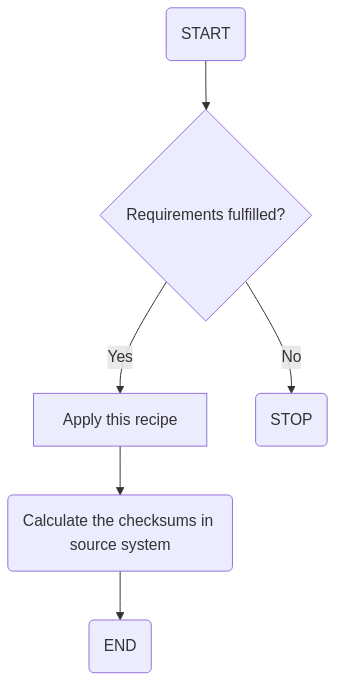 START
Requirements fulfilled?
Yes
No
Apply this recipe
STOP
Calculate the checksums in
source system
END